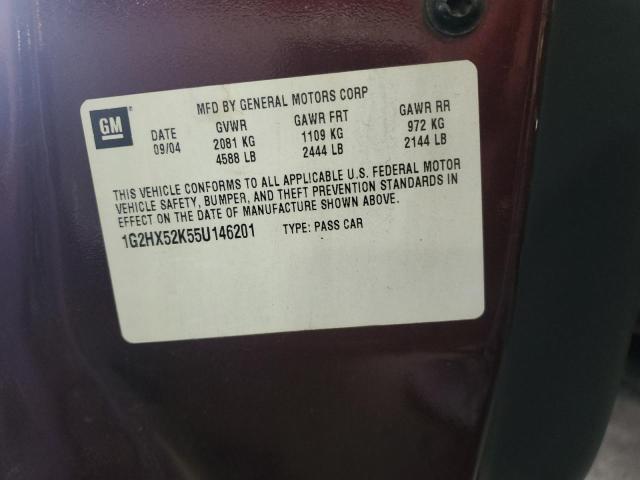 GM
MFD BY GENERAL MOTORS CORP
DATE GVWR GAWR FRT GAWR RR
09/04 2081 KG 1109 KG 972 KG
4588 LB 2444 LB 2144 LB
THIS VEHICLE CONFORMS TO ALL APPLICABLE U.S. FEDERAL MOTOR
VEHICLE SAFETY, BUMPER, AND THEFT PREVENTION STANDARDS IN
EFFECT ON THE DATE OF MANUFACTURE SHOWN ABOVE.
1G2HX52K55U146201 TYPE: PASS CAR